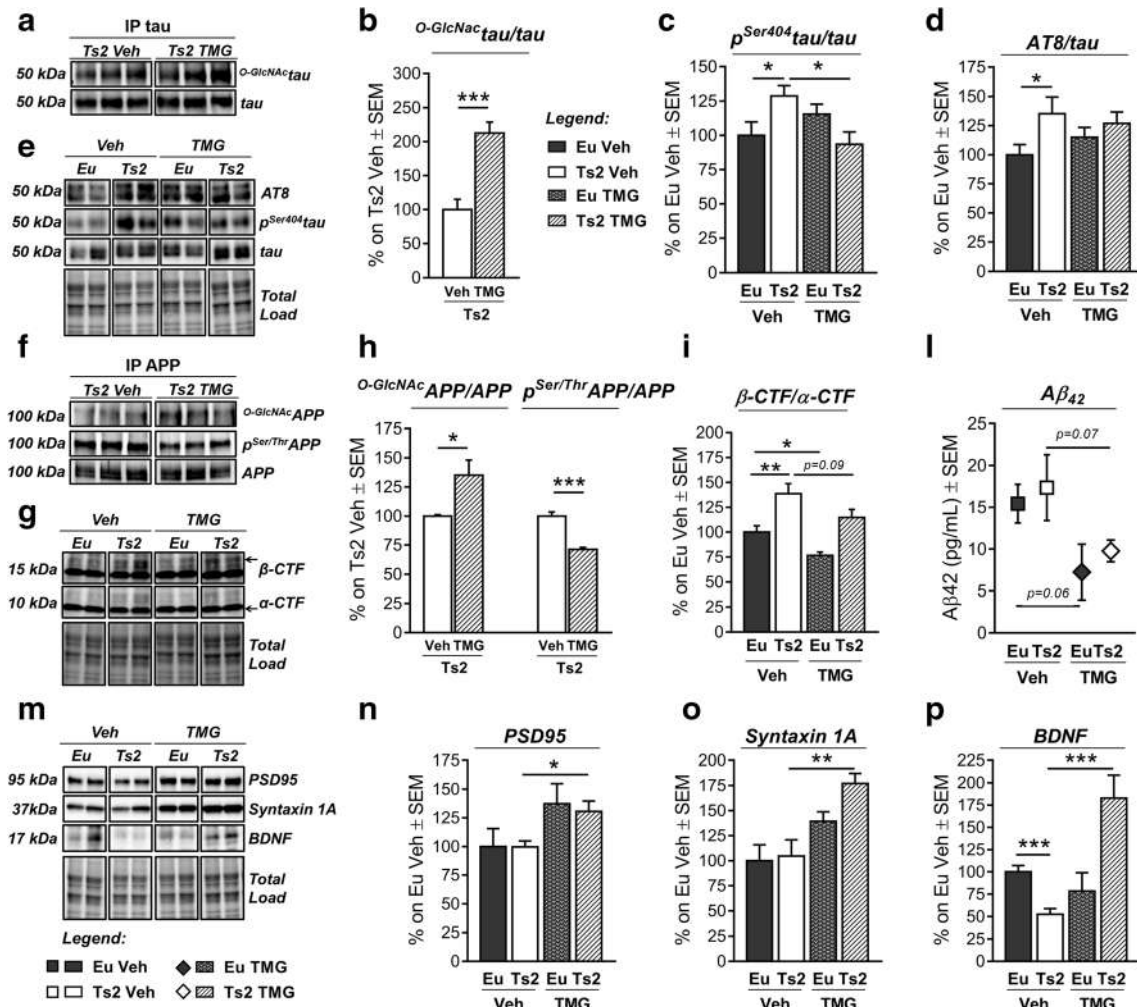 a
IP tau
Ts2 Veh Ts2 TMG
50 kDa O-GlcNAc tau
50 kDa tau
b
O-GlcNac tau/tau
% on Ts2 Veh ± SEM
300
250
200
150
100
50
0
***
Veh TMG
Ts2
Legend:
Eu Veh
Ts2 Veh
Eu TMG
Ts2 TMG
c
pSer404 tau/tau
% on Eu Veh ± SEM
175
150
125
100
75
50
25
0
* *
Eu Ts2 Eu Ts2
Veh TMG
d
AT8/tau
% on Eu Veh ± SEM
175
150
125
100
75
50
25
0
*
Eu Ts2 Eu Ts2
Veh TMG
e
Veh TMG
Eu Ts2 Eu Ts2
50 kDa AT8
50 kDa pSer404tau
50 kDa tau
Total
Load
f
IP APP
Ts2 Veh Ts2 TMG
100 kDa O-GlcNAc APP
100 kDa pSer/Thr APP
100 kDa APP
g
Veh TMG
Eu Ts2 Eu Ts2
15 kDa β-CTF
10 kDa α-CTF
Total
Load
h
O-GlcNAc APP/APP pSer/Thr APP/APP
% on Ts2 Veh ± SEM
175
150
125
100
75
50
25
0
* ***
Veh TMG Veh TMG
Ts2 Ts2
i
β-CTF/α-CTF
% on Eu Veh ± SEM
200
175
150
125
100
75
50
25
0
*
** p=0.09
Eu Ts2 Eu Ts2
Veh TMG
l
Aβ42
Aβ42 (pg/mL) ± SEM
25
20
15
10
5
0
p=0.07
p=0.06
Eu Ts2 EuTs2
Veh TMG
m
Veh TMG
Eu Ts2 Eu Ts2
95 kDa PSD95
37kDa Syntaxin 1A
17 kDa BDNF
Total
Load
Legend:
Eu Veh Eu TMG
Ts2 Veh Ts2 TMG
n
PSD95
% on Eu Veh ± SEM
200
175
150
125
100
75
50
25
0
*
Eu Ts2 Eu Ts2
Veh TMG
o
Syntaxin 1A
% on Eu Veh ± SEM
200
175
150
125
100
75
50
25
0
**
Eu Ts2 Eu Ts2
Veh TMG
p
BDNF
% on Eu Veh ± SEM
225
200
175
150
125
100
75
50
25
0
***
***
Eu Ts2 Eu Ts2
Veh TMG